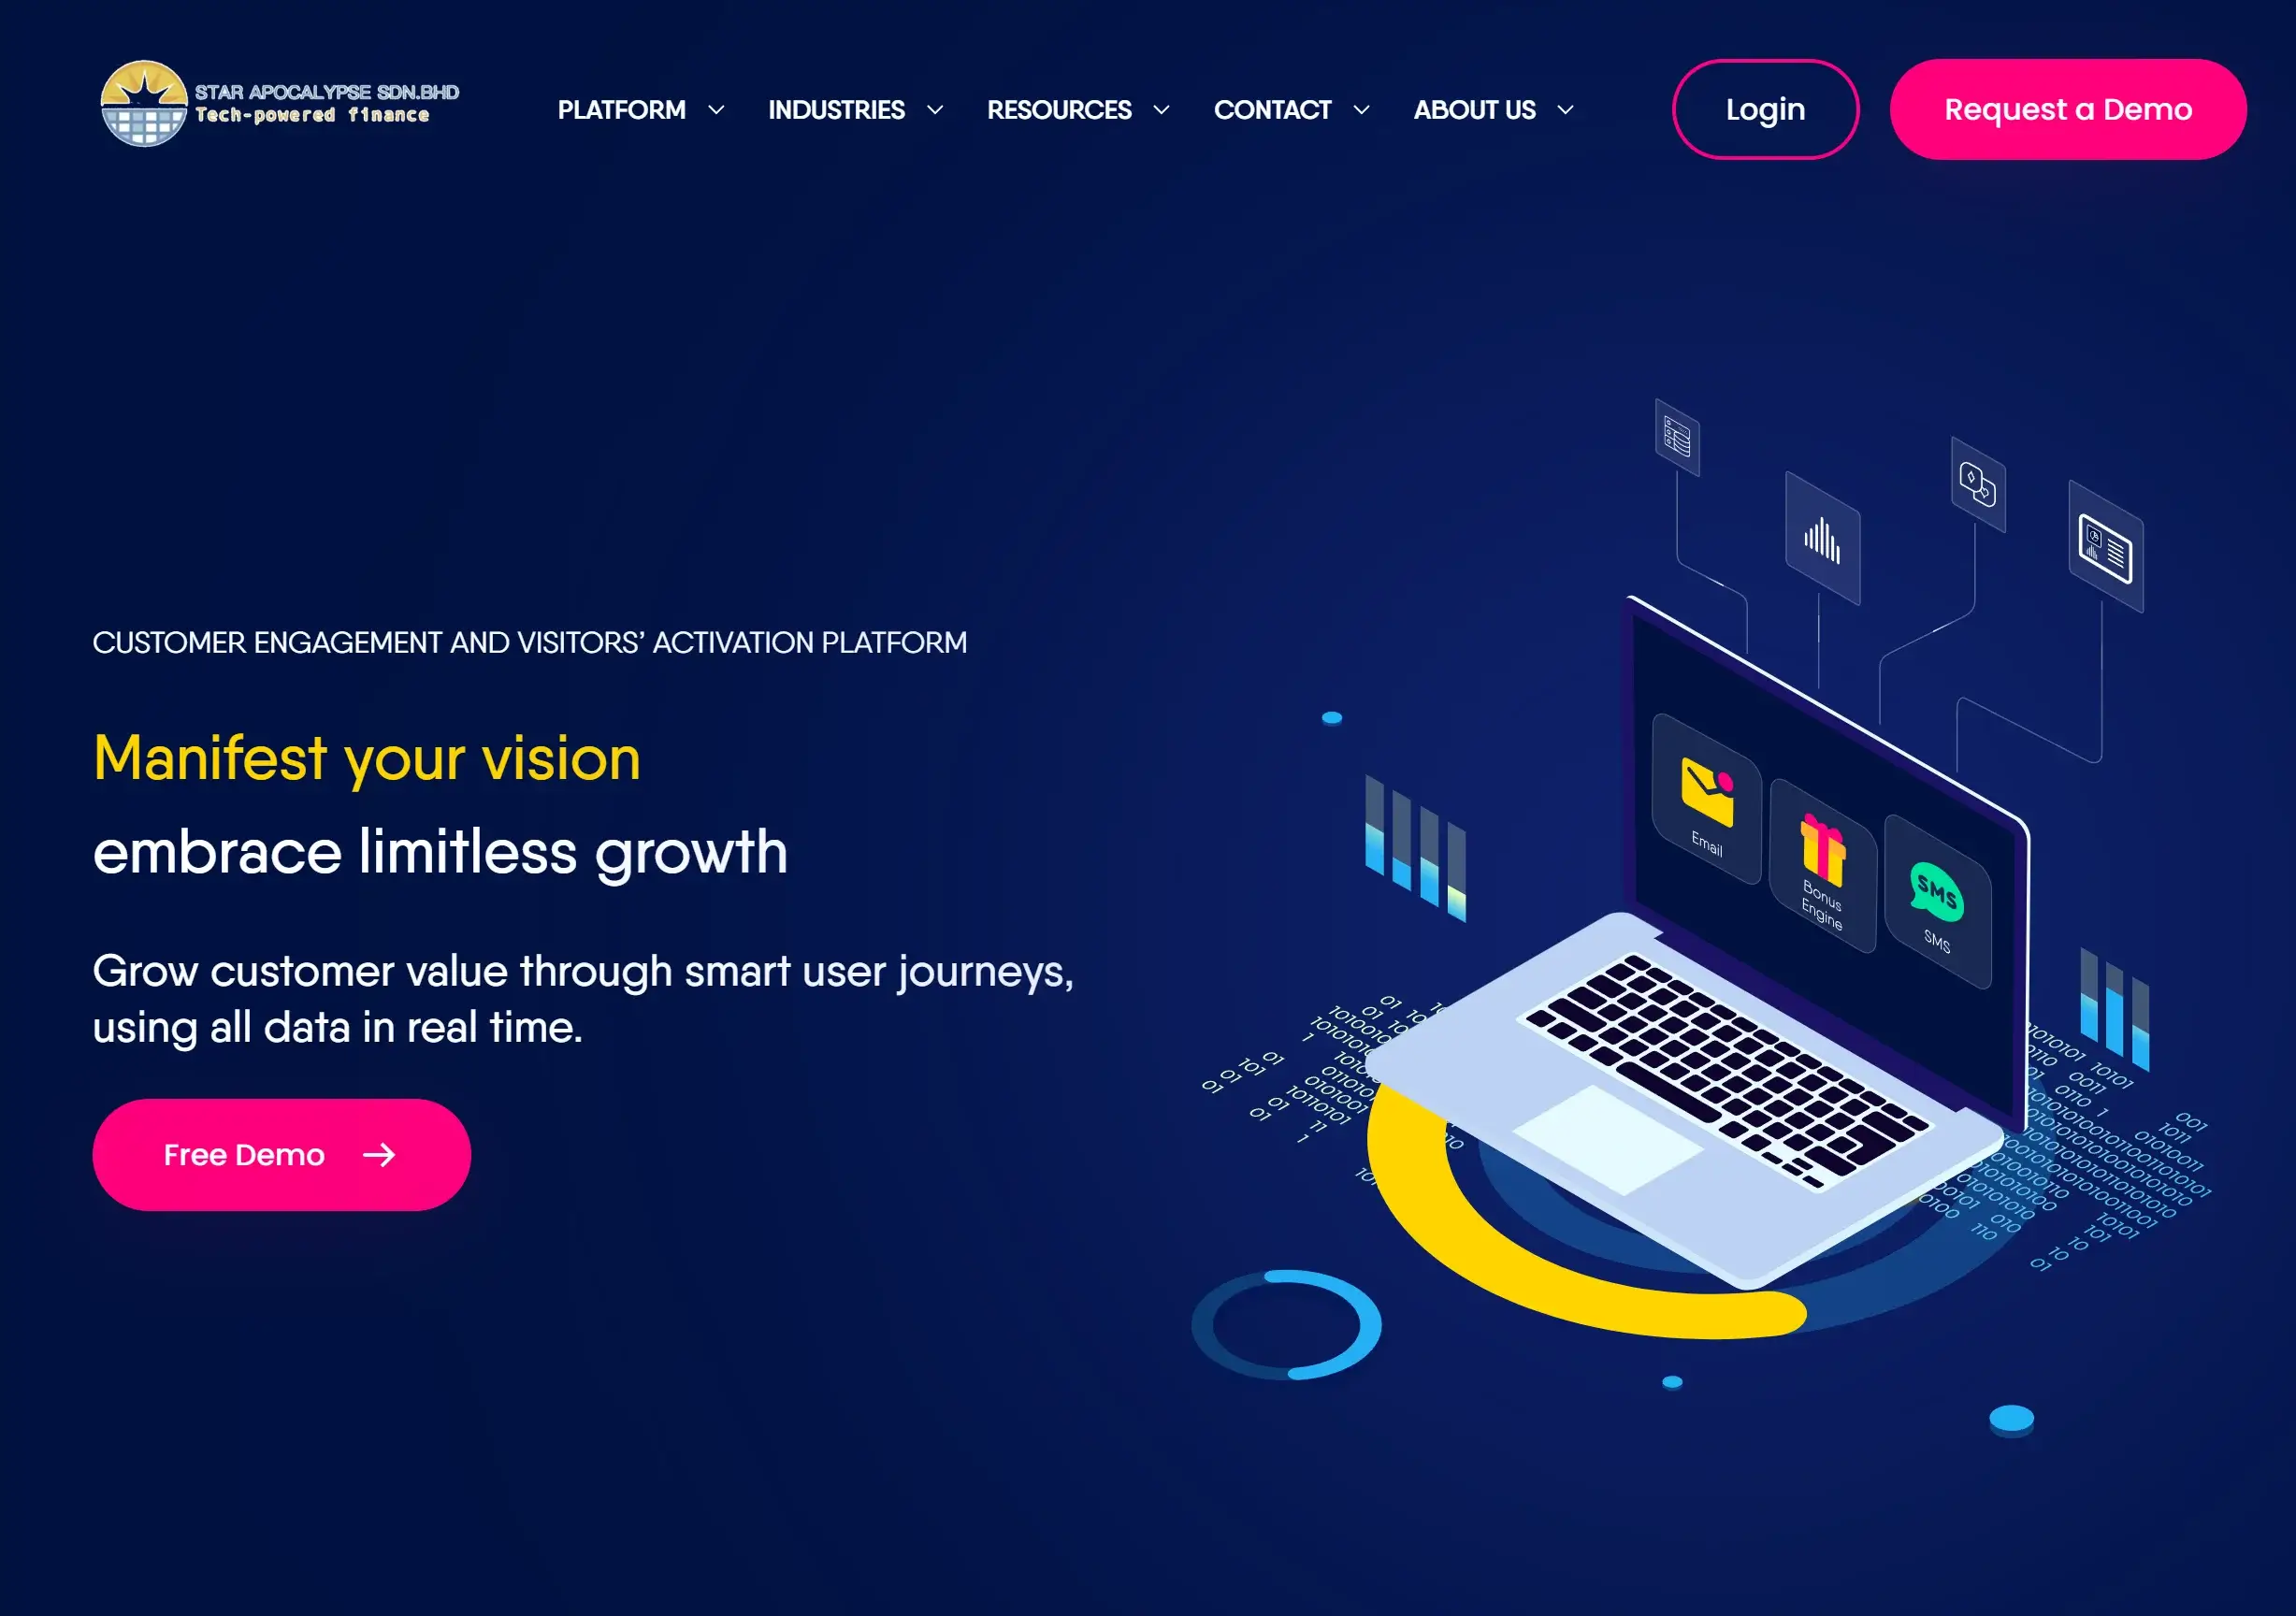 STAR APOCALYPSE SDN.BHD
Tech-powered finance
PLATFORM
INDUSTRIES
RESOURCES
CONTACT
ABOUT US
Login
Request a Demo
CUSTOMER ENGAGEMENT AND VISITORS’ ACTIVATION PLATFORM
Manifest your vision
embrace limitless growth
Grow customer value through smart user journeys,
using all data in real time.
Free Demo
Email
Bonus
Engine
SMS
SMS